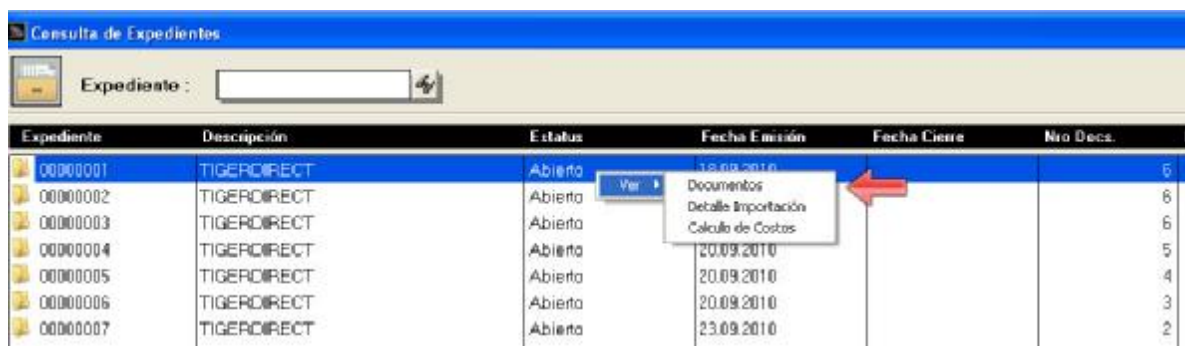 Consulta de Expedientes
Expediente :
Expediente Descripción Estatus Fecha Emisión Fecha Cierre Nro Docs.
00000001 TIGERDIRECT Abierto 18.09.2010 6
Ver Documentos
00000002 TIGERDIRECT Abierto 6
Detalle Importación
00000003 TIGERDIRECT Abierto 6
Calculo de Costos
00000004 TIGERDIRECT Abierto 20.09.2010 5
00000005 TIGERDIRECT Abierto 20.09.2010 4
00000006 TIGERDIRECT Abierto 20.09.2010 3
00000007 TIGERDIRECT Abierto 23.09.2010 2